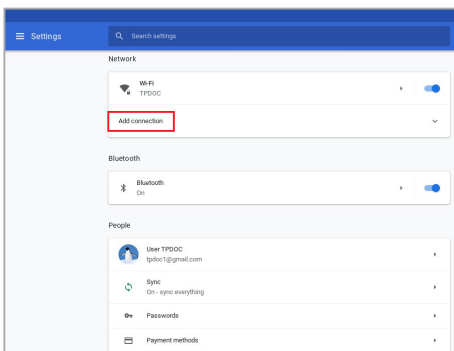 Settings
Search settings
Network
Wi-Fi
TPDOC
Add connection
Bluetooth
Bluetooth
On
People
User TPDOC
tpdoc1@gmail.com
Sync
On - sync everything
Passwords
Payment methods